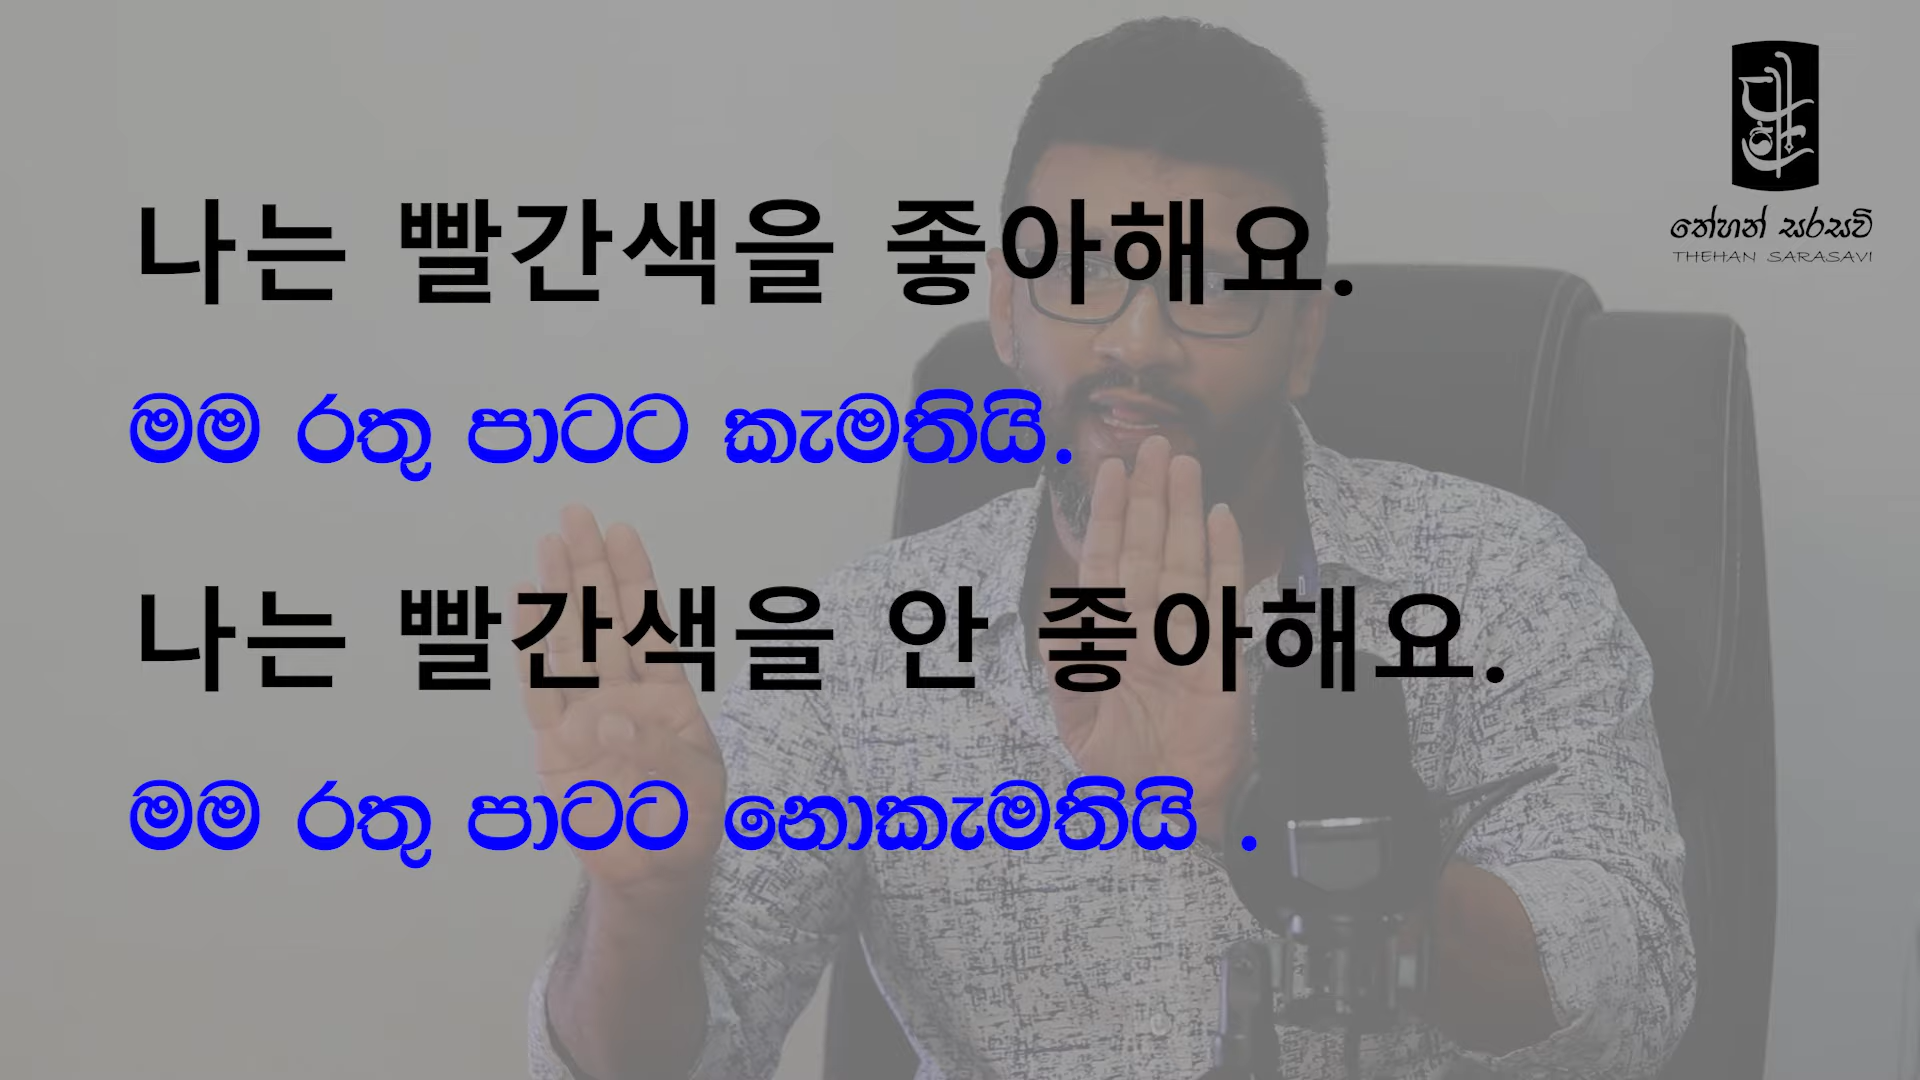 තේහන් සරසවි
THEHAN SARASAVI
나는 빨간색을 좋아해요.
මම රතු පාටට කැමතියි.
나는 빨간색을 안 좋아해요.
මම රතු පාටට නොකැමතියි .